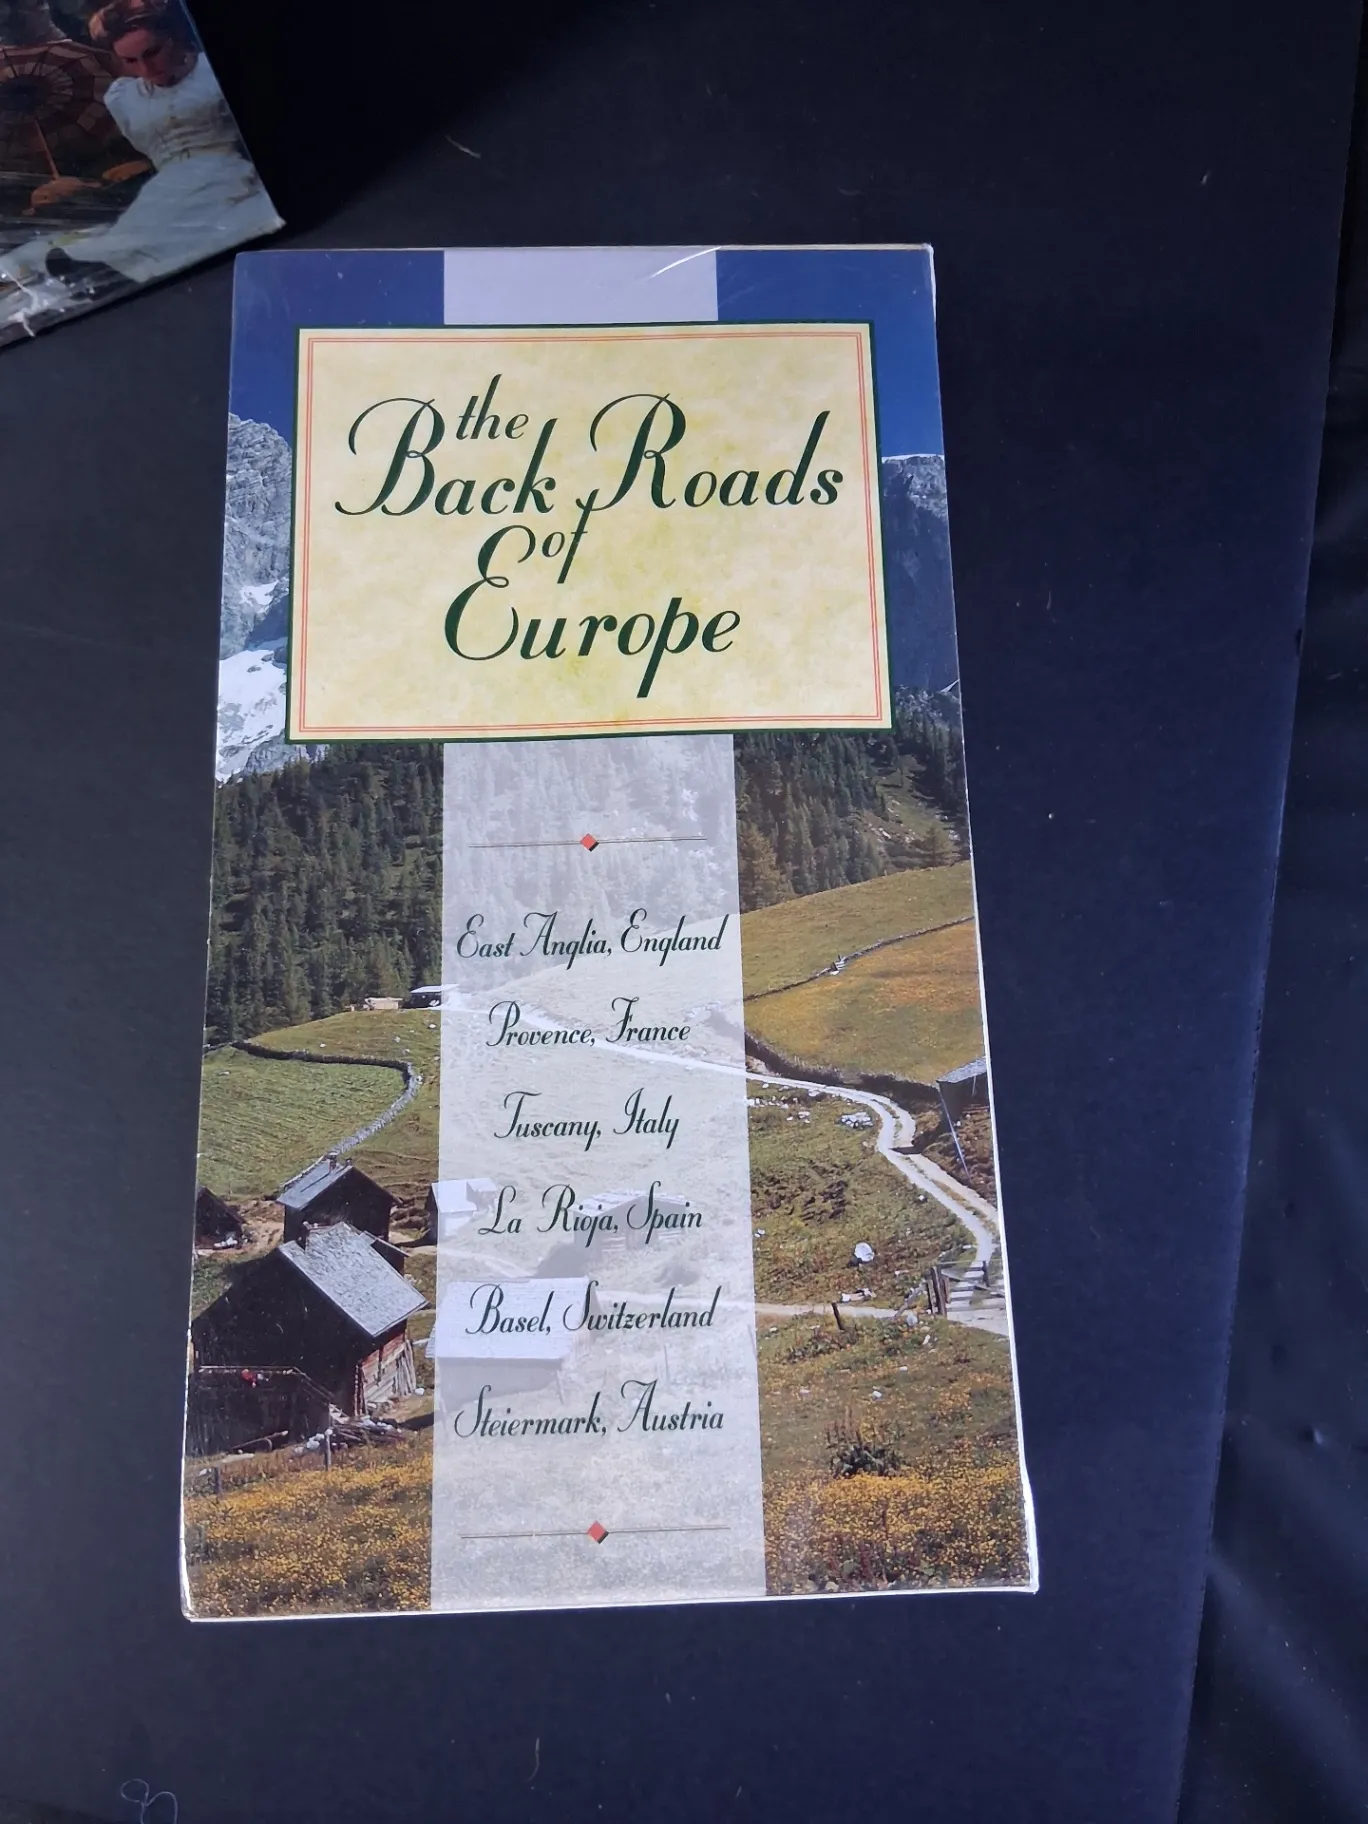 the
Back Roads
of
Europe
East Anglia, England
Provence, France
Tuscany, Italy
La Rioja, Spain
Basel, Switzerland
Steiermark, Austria